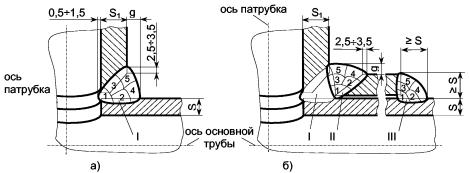 0,5÷1,5
S₁
g
2,5÷3,5
ось
патрубка
5
3
4
1
2
I
S
ось основной
трубы
а)
ось патрубка
S₁
2,5÷3,5
g
≥ S
5
3
4
1
2
5
3
4
1
2
≥ S
S
I
II
III
б)